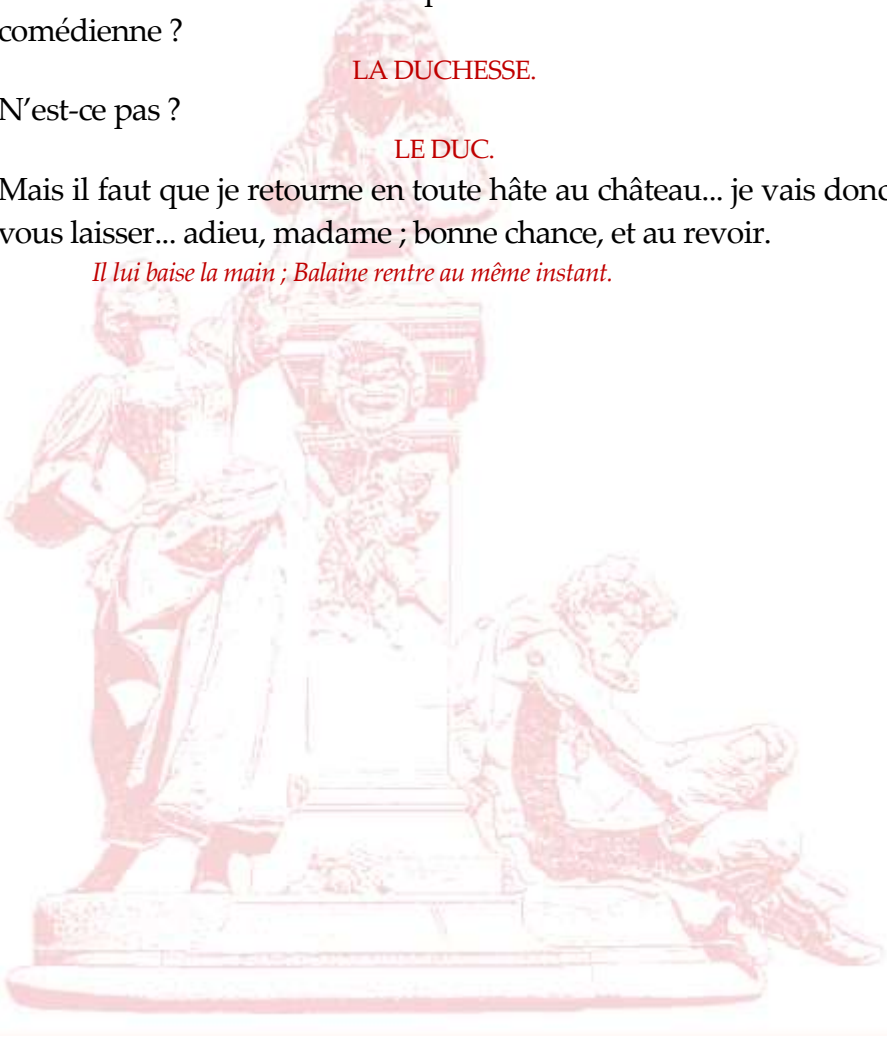 comédienne ?
LA DUCHESSE.
N’est-ce pas ?
LE DUC.
Mais il faut que je retourne en toute hâte au château... je vais donc
vous laisser... adieu, madame ; bonne chance, et au revoir.
Il lui baise la main ; Balaine rentre au même instant.